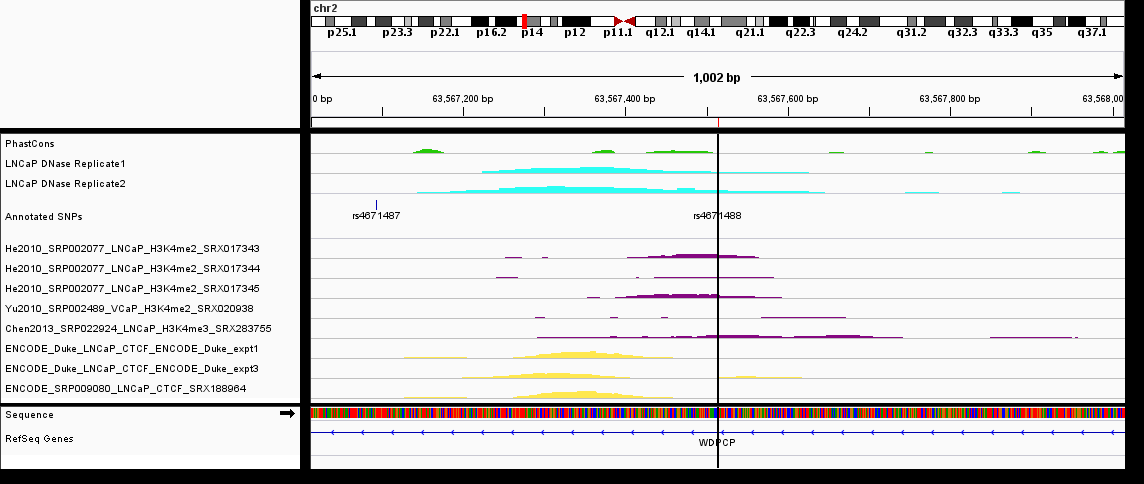 chr2
p25.1 p23.3 p22.1 p16.2 p14 p12 p11.1 q12.1 q14.1 q21.1 q22.3 q24.2 q31.2 q32.3 q33.3 q35 q37.1
1,002 bp
0 bp 63,567,200 bp 63,567,400 bp 63,567,600 bp 63,567,800 bp 63,568,00
PhastCons
LNCaP DNase Replicate1
LNCaP DNase Replicate2
Annotated SNPs
rs4671487 rs4671488
He2010_SRP002077_LNCaP_H3K4me2_SRX017343
He2010_SRP002077_LNCaP_H3K4me2_SRX017344
He2010_SRP002077_LNCaP_H3K4me2_SRX017345
Yu2010_SRP002489_VCaP_H3K4me2_SRX020938
Chen2013_SRP022924_LNCaP_H3K4me3_SRX283755
ENCODE_Duke_LNCaP_CTCF_ENCODE_Duke_expt1
ENCODE_Duke_LNCaP_CTCF_ENCODE_Duke_expt3
ENCODE_SRP009080_LNCaP_CTCF_SRX188964
Sequence
RefSeq Genes
WDPCP